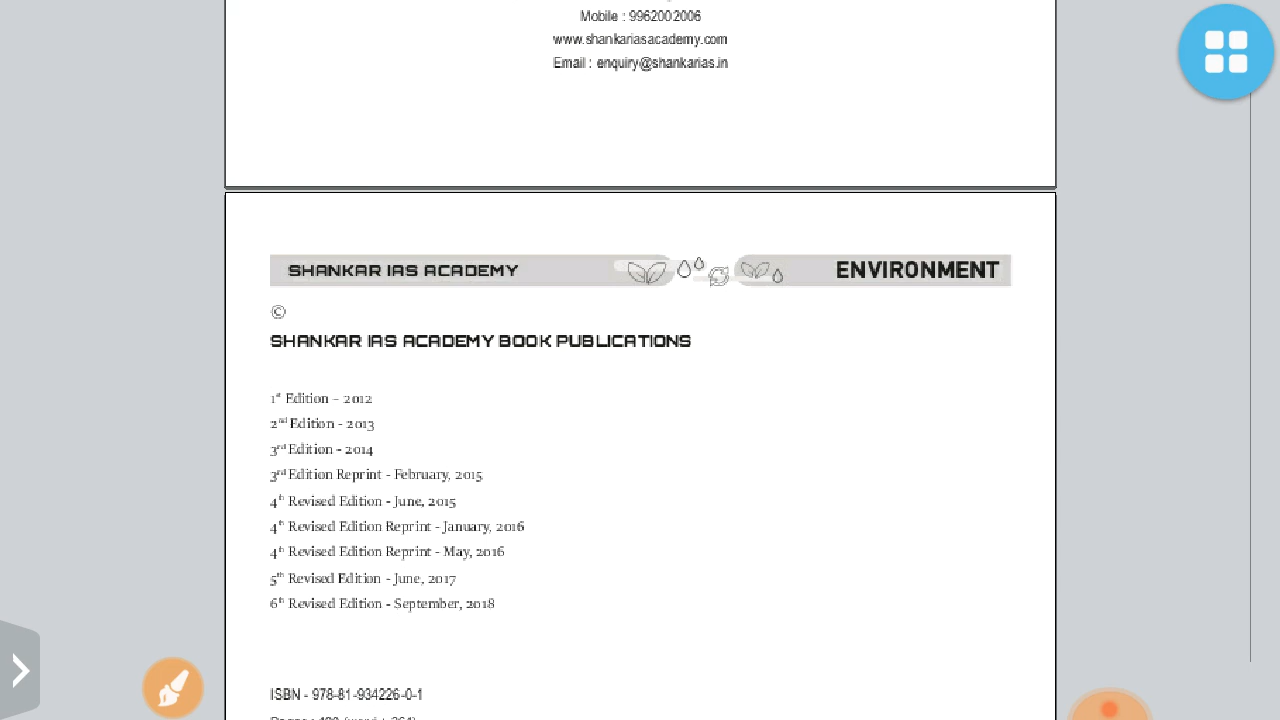 Mobile : 9962002006
www.shankariasacademy.com
Email : enquiry@shankarias.in
SHANKAR IAS ACADEMY
ENVIRONMENT
©
SHANKAR IAS ACADEMY BOOK PUBLICATIONS
1st Edition – 2012
2nd Edition - 2013
3rd Edition - 2014
3rd Edition Reprint - February, 2015
4th Revised Edition - June, 2015
4th Revised Edition Reprint - January, 2016
4th Revised Edition Reprint - May, 2016
5th Revised Edition - June, 2017
6th Revised Edition - September, 2018
ISBN - 978-81-934226-0-1